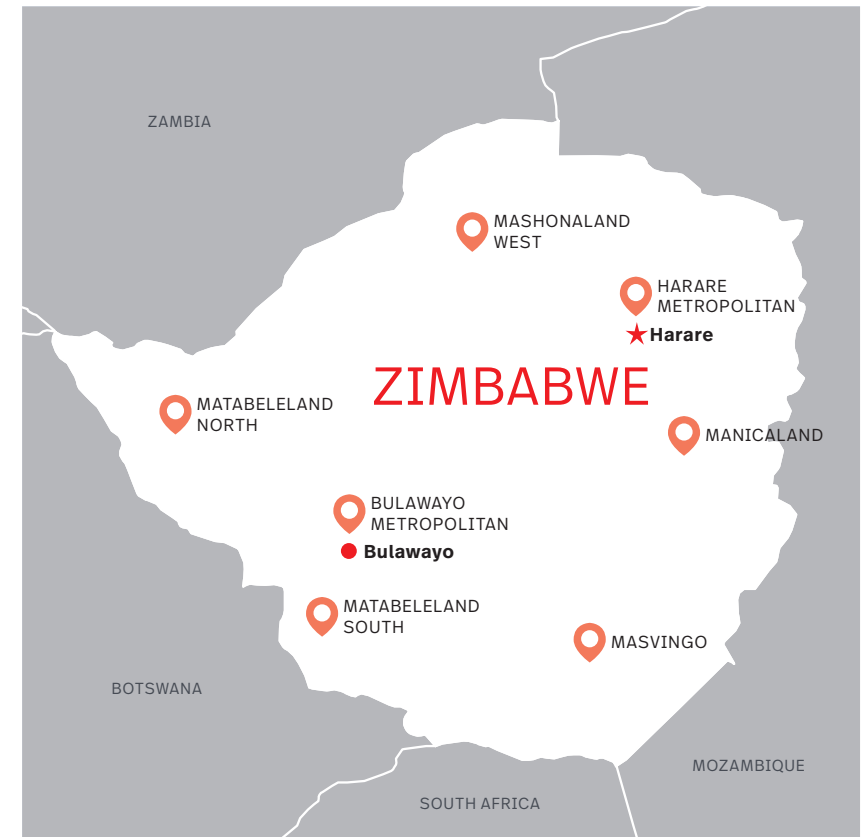 ZAMBIA
MASHONALAND
WEST
HARARE
METROPOLITAN
Harare
ZIMBABWE
MATABELELAND
NORTH
MANICALAND
BULAWAYO
METROPOLITAN
Bulawayo
MATABELELAND
SOUTH
MASVINGO
BOTSWANA
MOZAMBIQUE
SOUTH AFRICA